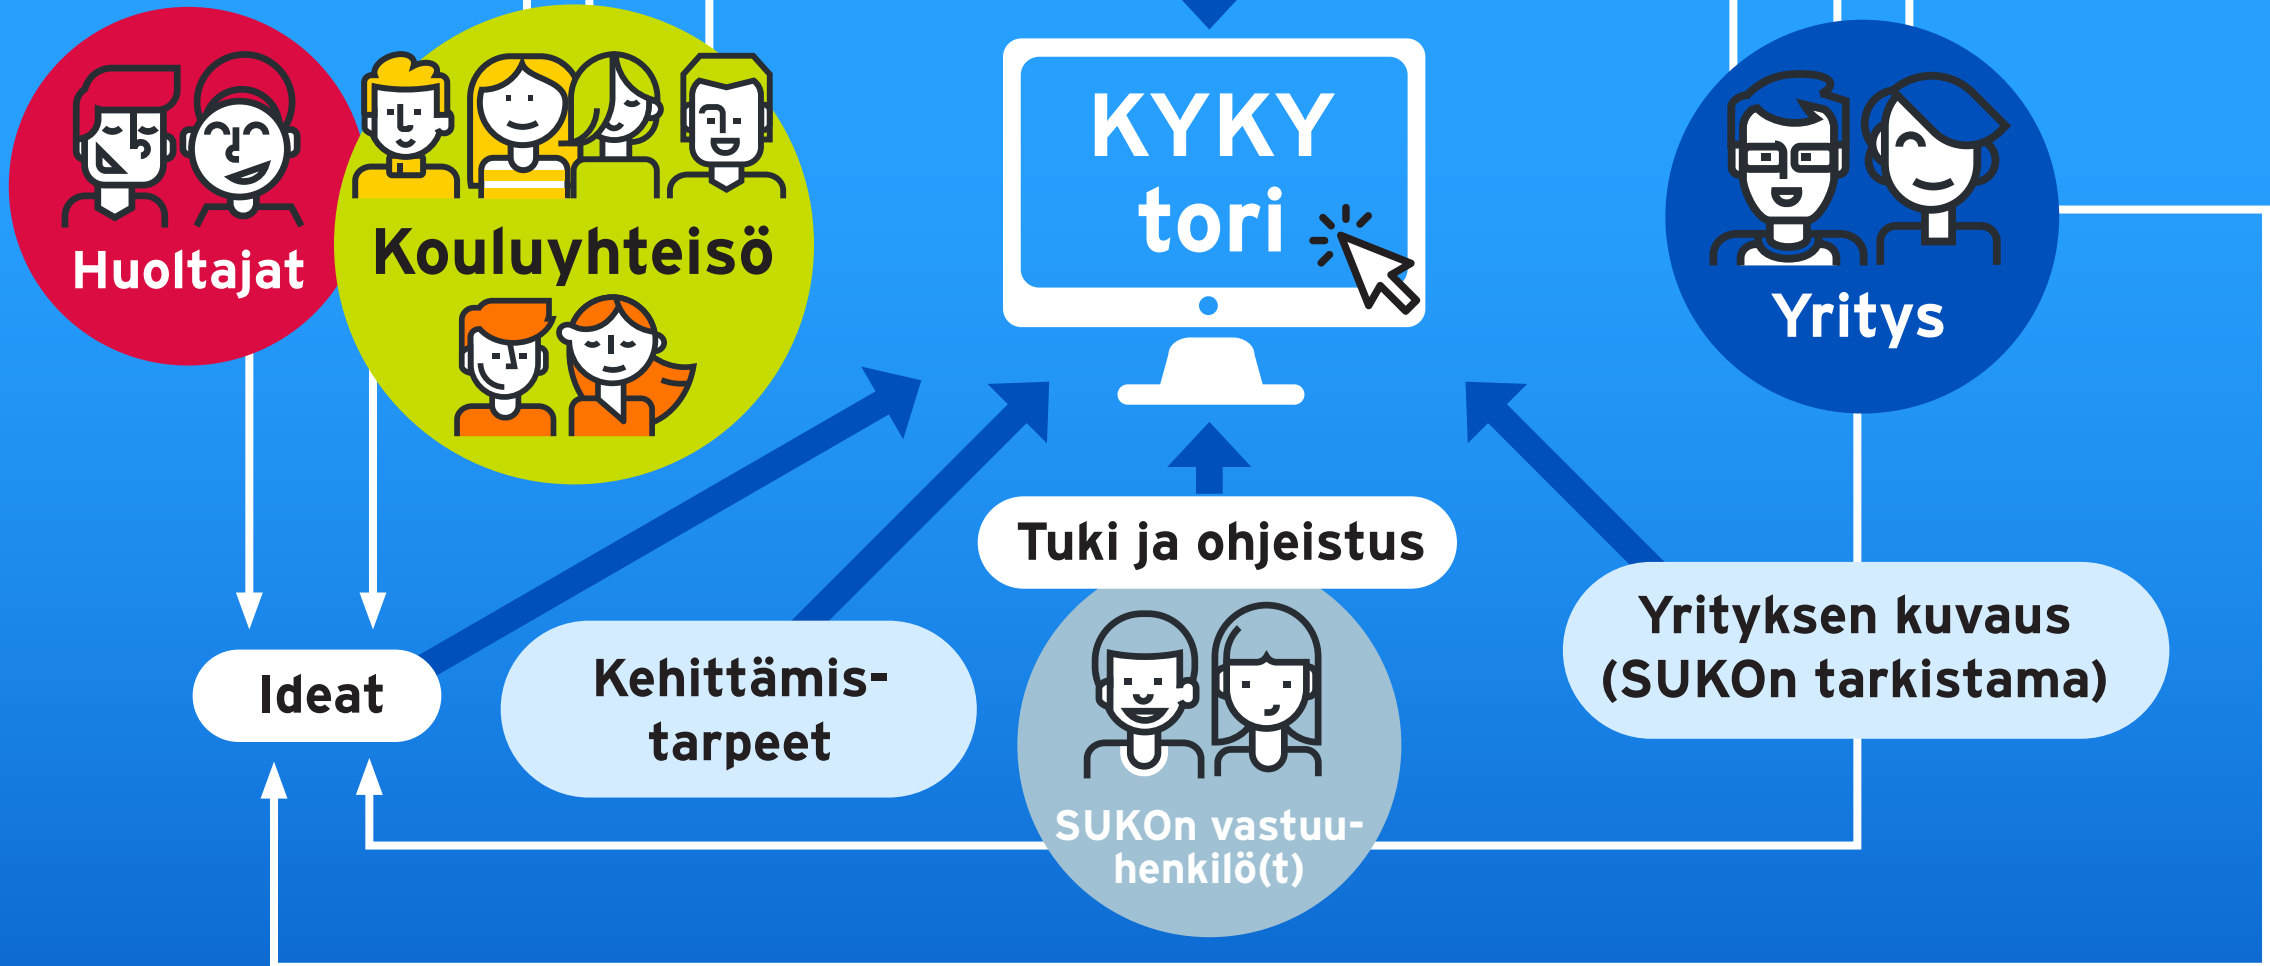 Huoltajat
Kouluyhteisö
KYKY
tori
Yritys
Tuki ja ohjeistus
Ideat
Kehittämis-
tarpeet
Yrityksen kuvaus
(SUKOn tarkistama)
SUKOn vastuu-
henkilö(t)